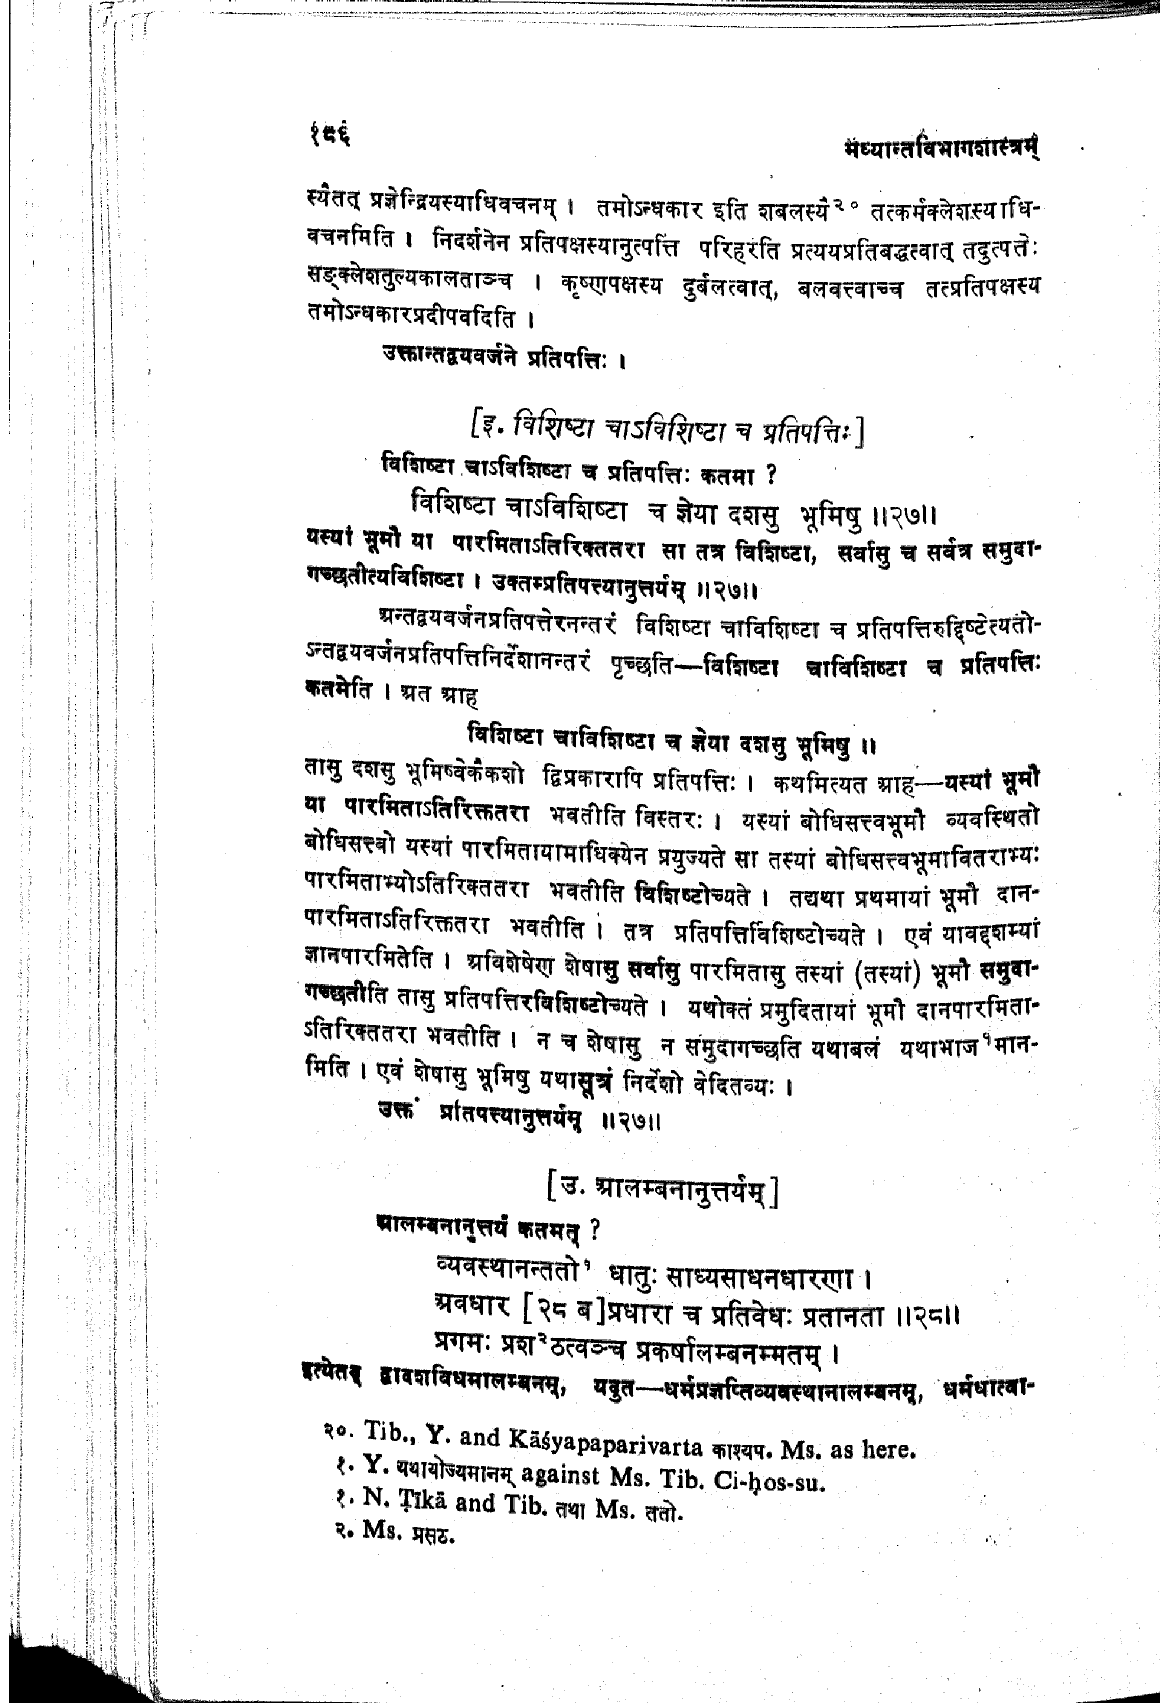 १८६
मध्यान्तविभागशास्त्रम्
स्यैतत् प्रज्ञेन्द्रियस्याधिवचनम् । तमोऽन्धकार इति शबलस्यै²⁰ तत्कर्मक्लेशस्याधि-
वचनमिति । निदर्शनेन प्रतिपक्षस्यानुत्पत्तिं परिहरंति प्रत्ययप्रतिबद्धत्वात् तदुत्पत्तेः
सङ्क्लेशतुल्यकालताञ्च । कृष्णपक्षस्य दुर्बलत्वात्, बलवत्त्वाच्च तत्प्रतिपक्षस्य
तमोऽन्धकारप्रदीपवदिति ।
उक्तान्तद्वयवर्जने प्रतिपत्तिः ।
[इ. विशिष्टा चाऽविशिष्टा च प्रतिपत्तिः]
विशिष्टा चाऽविशिष्टा च प्रतिपत्तिः कतमा ?
विशिष्टा चाऽविशिष्टा च ज्ञेया दशसु भूमिषु ॥२७॥
यस्यां भूमौ या पारमिताऽतिरिक्ततरा सा तत्र विशिष्टा, सर्वासु च सर्वत्र समुदा-
गच्छतीत्यविशिष्टा । उक्तम्प्रतिपत्त्यानुत्तर्यम् ॥२७॥
अन्तद्वयवर्जनप्रतिपत्तेरनन्तरं विशिष्टा चाविशिष्टा च प्रतिपत्तिरुद्दिष्टेत्यतो-
ऽन्तद्वयवर्जनप्रतिपत्तिनिर्देशानन्तरं पृच्छति—विशिष्टा चाविशिष्टा च प्रतिपत्तिः
कतमेति । अत आह
विशिष्टा चाविशिष्टा च ज्ञेया दशसु भूमिषु ॥
तासु दशसु भूमिष्वेकैकशो द्विप्रकारापि प्रतिपत्तिः । कथमित्यत आह—यस्यां भूमौ
या पारमिताऽतिरिक्ततरा भवतीति विस्तरः । यस्यां बोधिसत्त्वभूमौ व्यवस्थितो
बोधिसत्त्वो यस्यां पारमितायामाधिक्येन प्रयुज्यते सा तस्यां बोधिसत्त्वभूमावितराभ्यः
पारमिताभ्योऽतिरिक्ततरा भवतीति विशिष्टोच्यते । तद्यथा प्रथमायां भूमौ दान-
पारमिताऽतिरिक्ततरा भवतीति । तत्र प्रतिपत्तिर्विशिष्टोच्यते । एवं यावद्दशम्यां
ज्ञानपारमितेति । अविशेषेण शेषासु सर्वासु पारमितासु तस्यां (तस्यां) भूमौ समुदा-
गच्छतीति तासु प्रतिपत्तिरविशिष्टोच्यते । यथोक्तं प्रमुदितायां भूमौ दानपारमिता-
ऽतिरिक्ततरा भवतीति । न च शेषासु न समुदागच्छति यथाबलं यथाभाज¹मान-
मिति । एवं शेषासु भूमिषु यथासूत्रं निर्देशो वेदितव्यः ।
उक्तं प्रतिपत्त्यानुत्तर्यम् ॥२७॥
[उ. आलम्बनानुत्तर्यम्]
आलम्बनानुत्तर्यं कतमत् ?
व्यवस्थानन्ततो¹ धातुः साध्यसाधनधारणा ।
अवधार [२८ ब]प्रधारा च प्रतिवेधः प्रतानता ॥२८॥
प्रगमः प्रश²ठत्वञ्च प्रकर्षालम्बनम्मतम् ।
इत्येतद् द्वादशविधमालम्बनम्, यदुत—धर्मप्रज्ञप्तिव्यवस्थानालम्बनम्, धर्मधात्वा-
२०. Tib., Y. and Kāśyapaparivarta काश्यप. Ms. as here.
१. Y. यथायोज्यमानम् against Ms. Tib. Ci-ḥos-su.
१. N. Ṭīkā and Tib. तथा Ms. ततो.
२. Ms. प्रसठ.